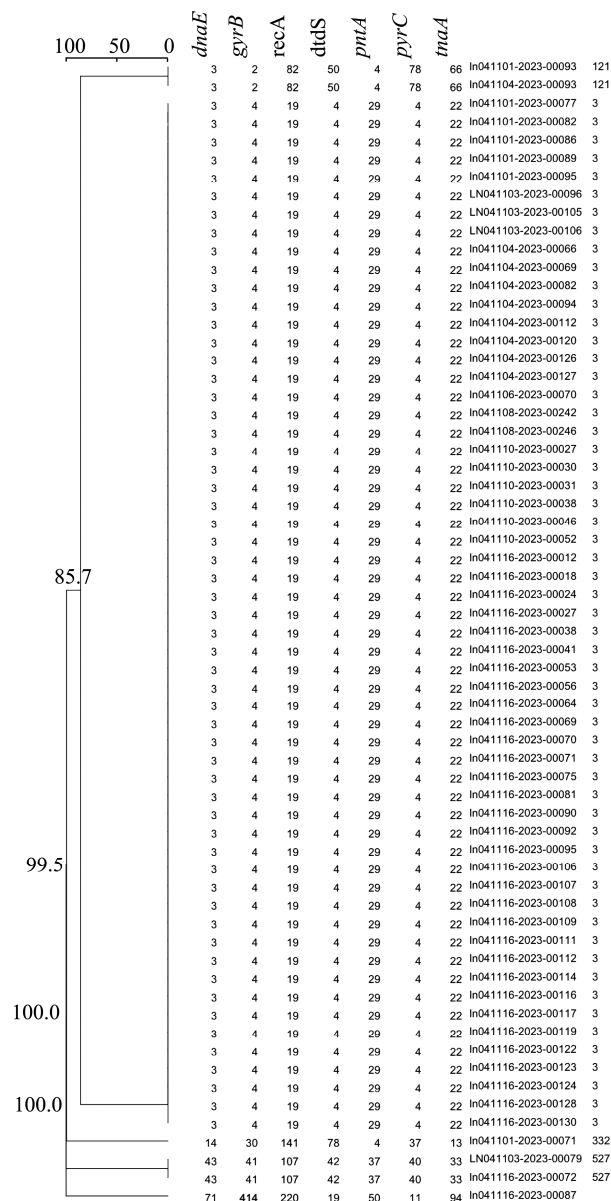 dnaE gyrB recA dtdS pntA pyrC tnaA
100 50 0
3 2 82 50 4 78 66 ln041101-2023-00093 121
3 2 82 50 4 78 66 ln041104-2023-00093 121
3 4 19 4 29 4 22 ln041101-2023-00077 3
3 4 19 4 29 4 22 ln041101-2023-00082 3
3 4 19 4 29 4 22 ln041101-2023-00086 3
3 4 19 4 29 4 22 ln041101-2023-00089 3
3 4 19 4 29 4 22 ln041101-2023-00095 3
3 4 19 4 29 4 22 LN041103-2023-00096 3
3 4 19 4 29 4 22 LN041103-2023-00105 3
3 4 19 4 29 4 22 LN041103-2023-00106 3
3 4 19 4 29 4 22 ln041104-2023-00066 3
3 4 19 4 29 4 22 ln041104-2023-00069 3
3 4 19 4 29 4 22 ln041104-2023-00082 3
3 4 19 4 29 4 22 ln041104-2023-00094 3
3 4 19 4 29 4 22 ln041104-2023-00112 3
3 4 19 4 29 4 22 ln041104-2023-00120 3
3 4 19 4 29 4 22 ln041104-2023-00126 3
3 4 19 4 29 4 22 ln041104-2023-00127 3
3 4 19 4 29 4 22 ln041106-2023-00070 3
3 4 19 4 29 4 22 ln041108-2023-00242 3
3 4 19 4 29 4 22 ln041108-2023-00246 3
3 4 19 4 29 4 22 ln041110-2023-00027 3
3 4 19 4 29 4 22 ln041110-2023-00030 3
3 4 19 4 29 4 22 ln041110-2023-00031 3
3 4 19 4 29 4 22 ln041110-2023-00038 3
3 4 19 4 29 4 22 ln041110-2023-00046 3
3 4 19 4 29 4 22 ln041110-2023-00052 3
3 4 19 4 29 4 22 ln041116-2023-00012 3
85.7 3 4 19 4 29 4 22 ln041116-2023-00018 3
3 4 19 4 29 4 22 ln041116-2023-00024 3
3 4 19 4 29 4 22 ln041116-2023-00027 3
3 4 19 4 29 4 22 ln041116-2023-00038 3
3 4 19 4 29 4 22 ln041116-2023-00041 3
3 4 19 4 29 4 22 ln041116-2023-00053 3
3 4 19 4 29 4 22 ln041116-2023-00056 3
3 4 19 4 29 4 22 ln041116-2023-00064 3
3 4 19 4 29 4 22 ln041116-2023-00069 3
3 4 19 4 29 4 22 ln041116-2023-00070 3
3 4 19 4 29 4 22 ln041116-2023-00071 3
3 4 19 4 29 4 22 ln041116-2023-00075 3
3 4 19 4 29 4 22 ln041116-2023-00081 3
3 4 19 4 29 4 22 ln041116-2023-00090 3
3 4 19 4 29 4 22 ln041116-2023-00092 3
3 4 19 4 29 4 22 ln041116-2023-00095 3
99.5 3 4 19 4 29 4 22 ln041116-2023-00106 3
3 4 19 4 29 4 22 ln041116-2023-00107 3
3 4 19 4 29 4 22 ln041116-2023-00108 3
3 4 19 4 29 4 22 ln041116-2023-00109 3
3 4 19 4 29 4 22 ln041116-2023-00111 3
3 4 19 4 29 4 22 ln041116-2023-00112 3
3 4 19 4 29 4 22 ln041116-2023-00114 3
3 4 19 4 29 4 22 ln041116-2023-00116 3
100.0 3 4 19 4 29 4 22 ln041116-2023-00117 3
3 4 19 4 29 4 22 ln041116-2023-00119 3
3 4 19 4 29 4 22 ln041116-2023-00122 3
3 4 19 4 29 4 22 ln041116-2023-00123 3
3 4 19 4 29 4 22 ln041116-2023-00124 3
100.0 3 4 19 4 29 4 22 ln041116-2023-00128 3
3 4 19 4 29 4 22 ln041116-2023-00130 3
14 30 141 78 4 37 13 ln041101-2023-00071 332
43 41 107 42 37 40 33 LN041103-2023-00079 527
43 41 107 42 37 40 33 ln041116-2023-00072 527
71 414 220 19 50 11 94 ln041116-2023-00087